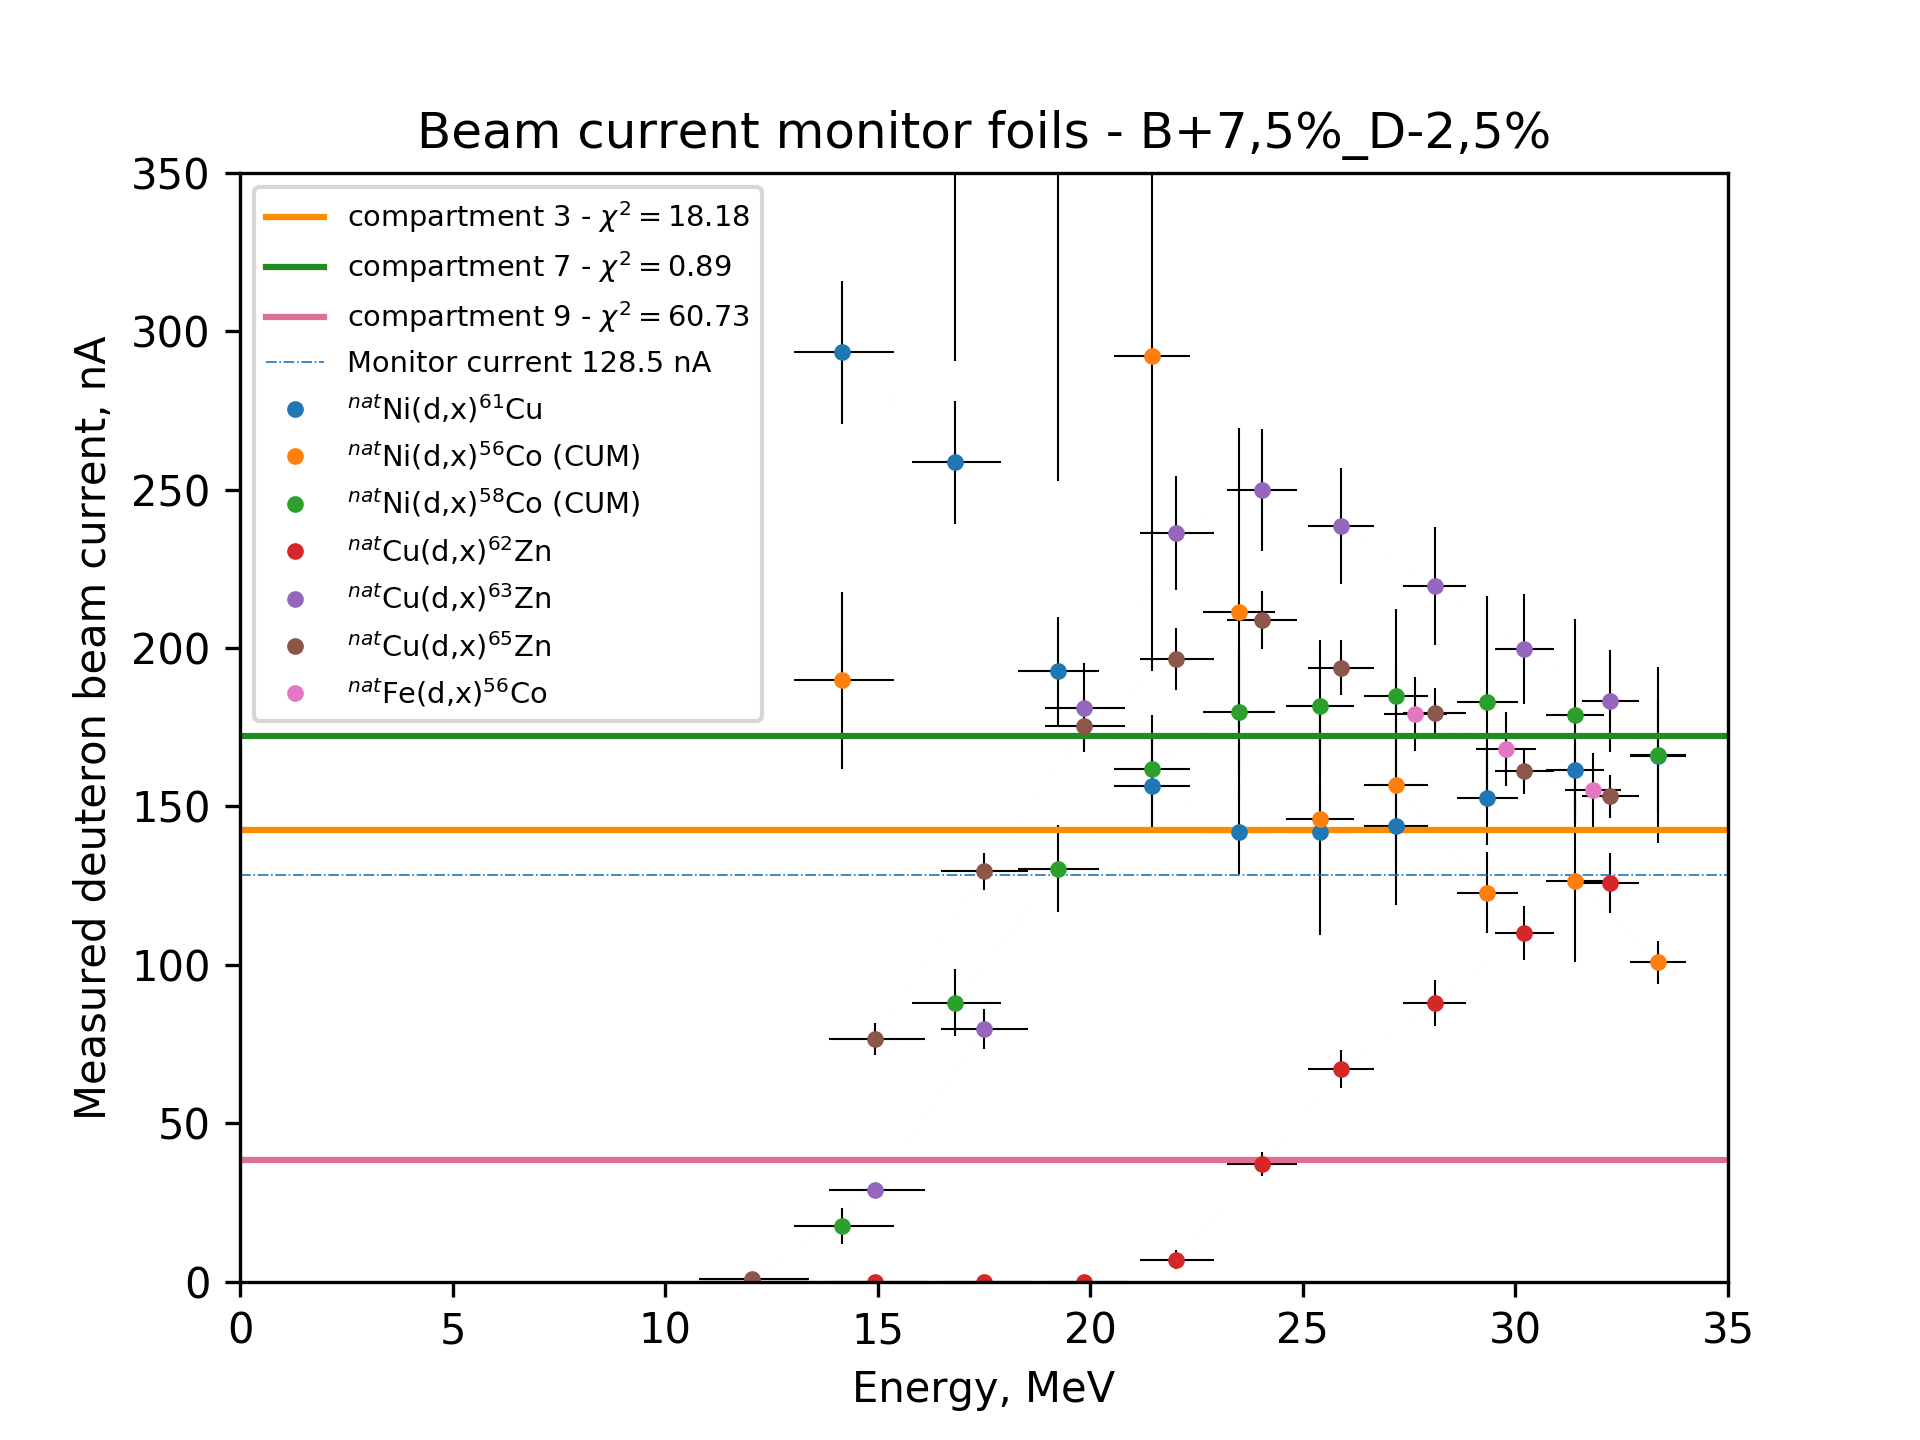 Beam current monitor foils - B+7,5%_D-2,5%
350
300
250
200
150
100
50
0
Measured deuteron beam current, nA
compartment 3 - χ² = 18.18
compartment 7 - χ² = 0.89
compartment 9 - χ² = 60.73
Monitor current 128.5 nA
ⁿᵃᵗNi(d,x)⁶¹Cu
ⁿᵃᵗNi(d,x)⁵⁶Co (CUM)
ⁿᵃᵗNi(d,x)⁵⁸Co (CUM)
ⁿᵃᵗCu(d,x)⁶²Zn
ⁿᵃᵗCu(d,x)⁶³Zn
ⁿᵃᵗCu(d,x)⁶⁵Zn
ⁿᵃᵗFe(d,x)⁵⁶Co
0 5 10 15 20 25 30 35
Energy, MeV